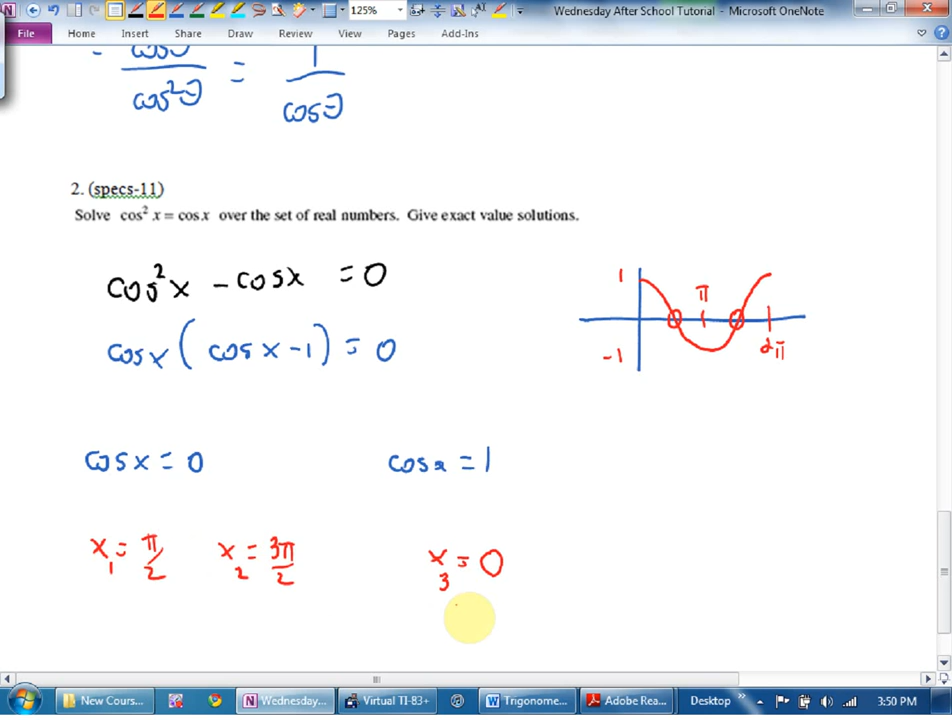 125%
Wednesday After School Tutorial - Microsoft OneNote
File Home Insert Share Draw Review View Pages Add-Ins
cos²Θ = 1
cosΘ
2. (specs-11)
Solve cos² x = cos x over the set of real numbers. Give exact value solutions.
cos²x - cosx = 0
1
π
cosx ( cosx - 1 ) = 0
-1
2π
cosx = 0 cosx = 1
x₁ = π/2 x₂ = 3π/2 x₃ = 0
New Cours... Wednesday... Virtual TI-83+ Trigonome... Adobe Rea... Desktop 3:50 PM